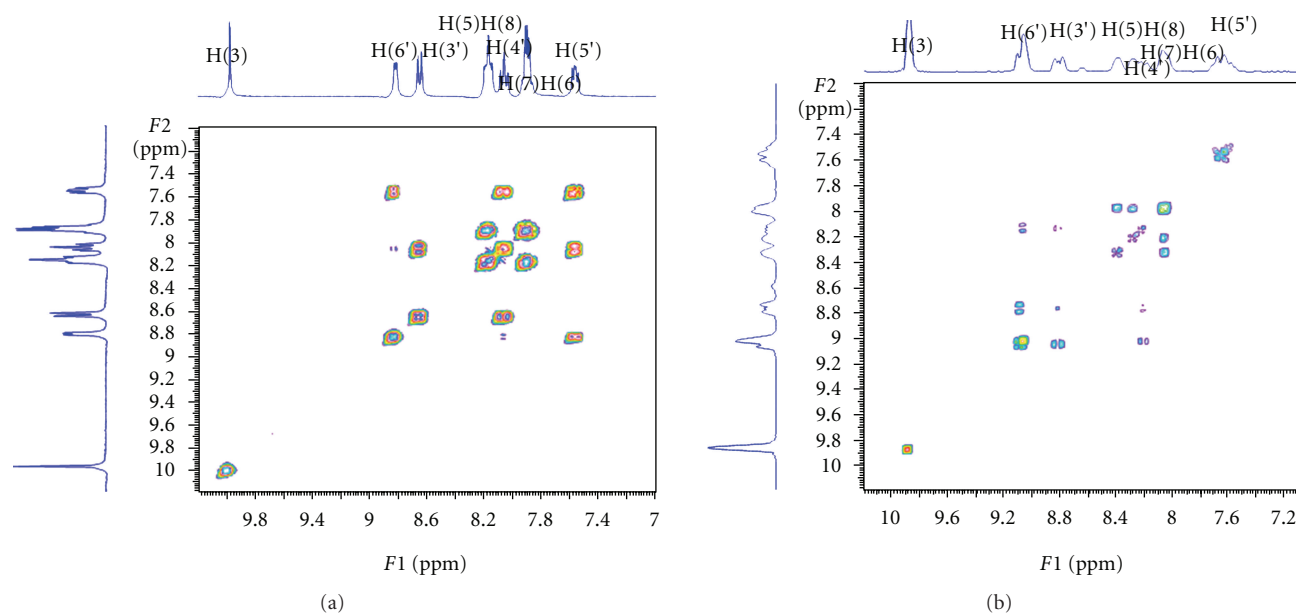 H(5)H(8)
H(3) H(6') H(3') H(4') H(5')
H(7) H(6)
F2
(ppm)
7.4
7.6
7.8
8
8.2
8.4
8.6
8.8
9
9.2
9.4
9.6
9.8
10
9.8 9.4 9 8.6 8.2 7.8 7.4 7
F1 (ppm)
(a)
H(3) H(6') H(3') H(5)H(8) H(5')
H(7) H(6)
H(4')
F2
(ppm)
7.4
7.6
7.8
8
8.2
8.4
8.6
8.8
9
9.2
9.4
9.6
9.8
10
10 9.2 8.8 8.4 8 7.6 7.2
F1 (ppm)
(b)